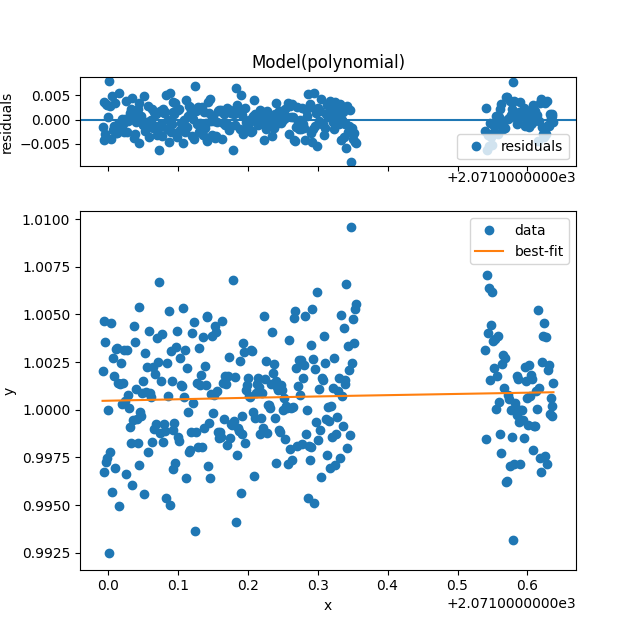 Model(polynomial)
residuals
0.005
0.000
−0.005
residuals
+2.0710000000e3
y
1.0100
1.0075
1.0050
1.0025
1.0000
0.9975
0.9950
0.9925
data
best-fit
0.0 0.1 0.2 0.3 0.4 0.5 0.6
x
+2.0710000000e3